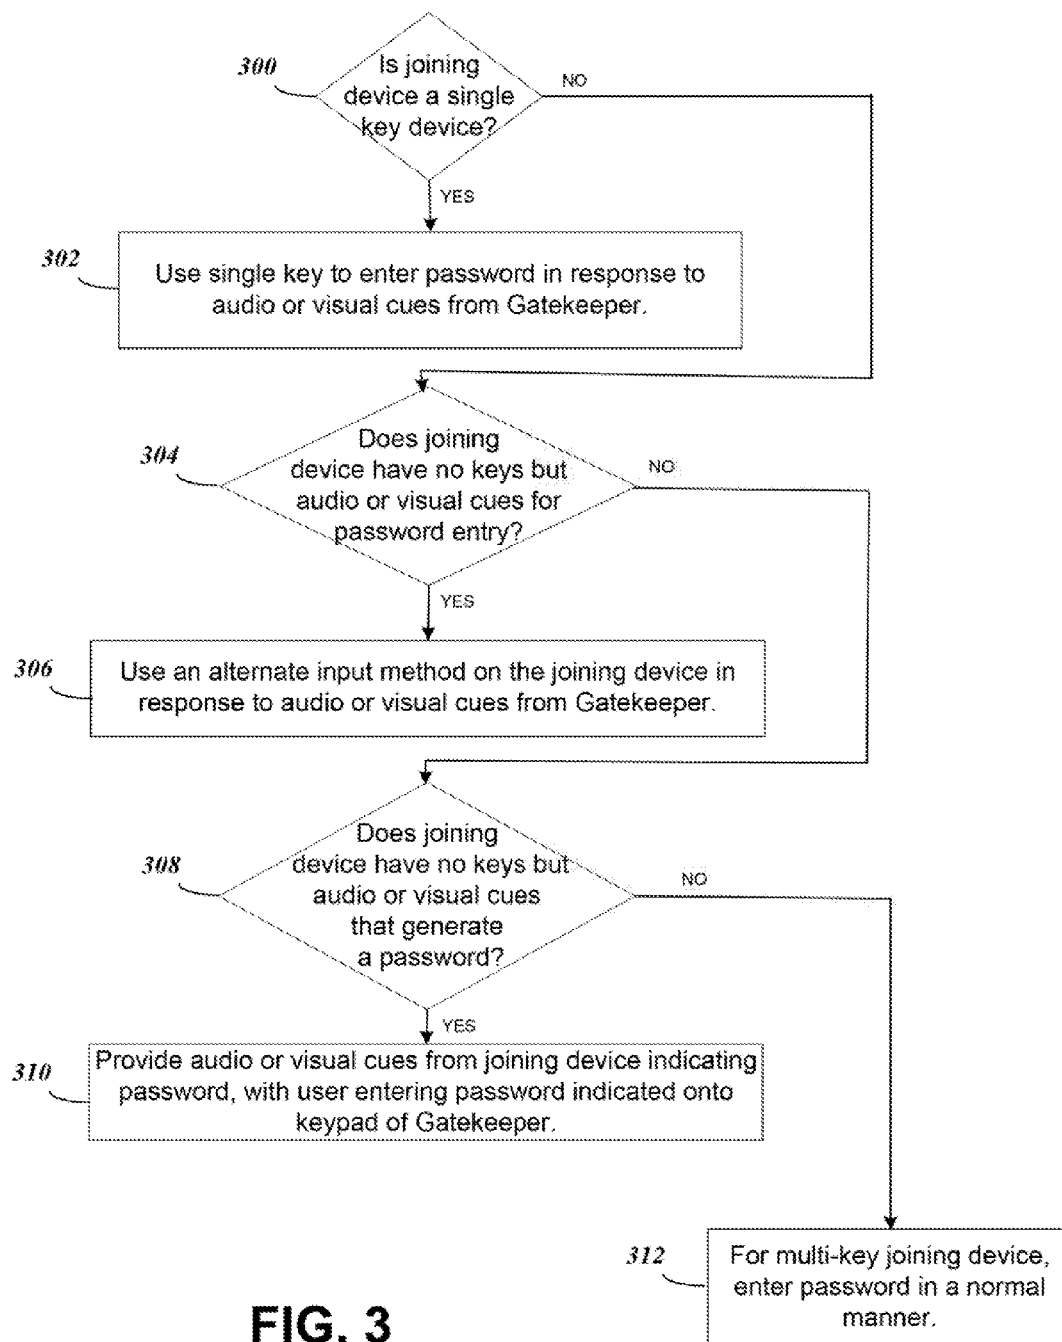 300
Is joining
device a single
key device?
NO
YES
302
Use single key to enter password in response to
audio or visual cues from Gatekeeper.
304
Does joining
device have no keys but
audio or visual cues for
password entry?
NO
YES
306
Use an alternate input method on the joining device in
response to audio or visual cues from Gatekeeper.
308
Does joining
device have no keys but
audio or visual cues
that generate
a password?
NO
YES
310
Provide audio or visual cues from joining device indicating
password, with user entering password indicated onto
keypad of Gatekeeper.
312
For multi-key joining device,
enter password in a normal
manner.
FIG. 3